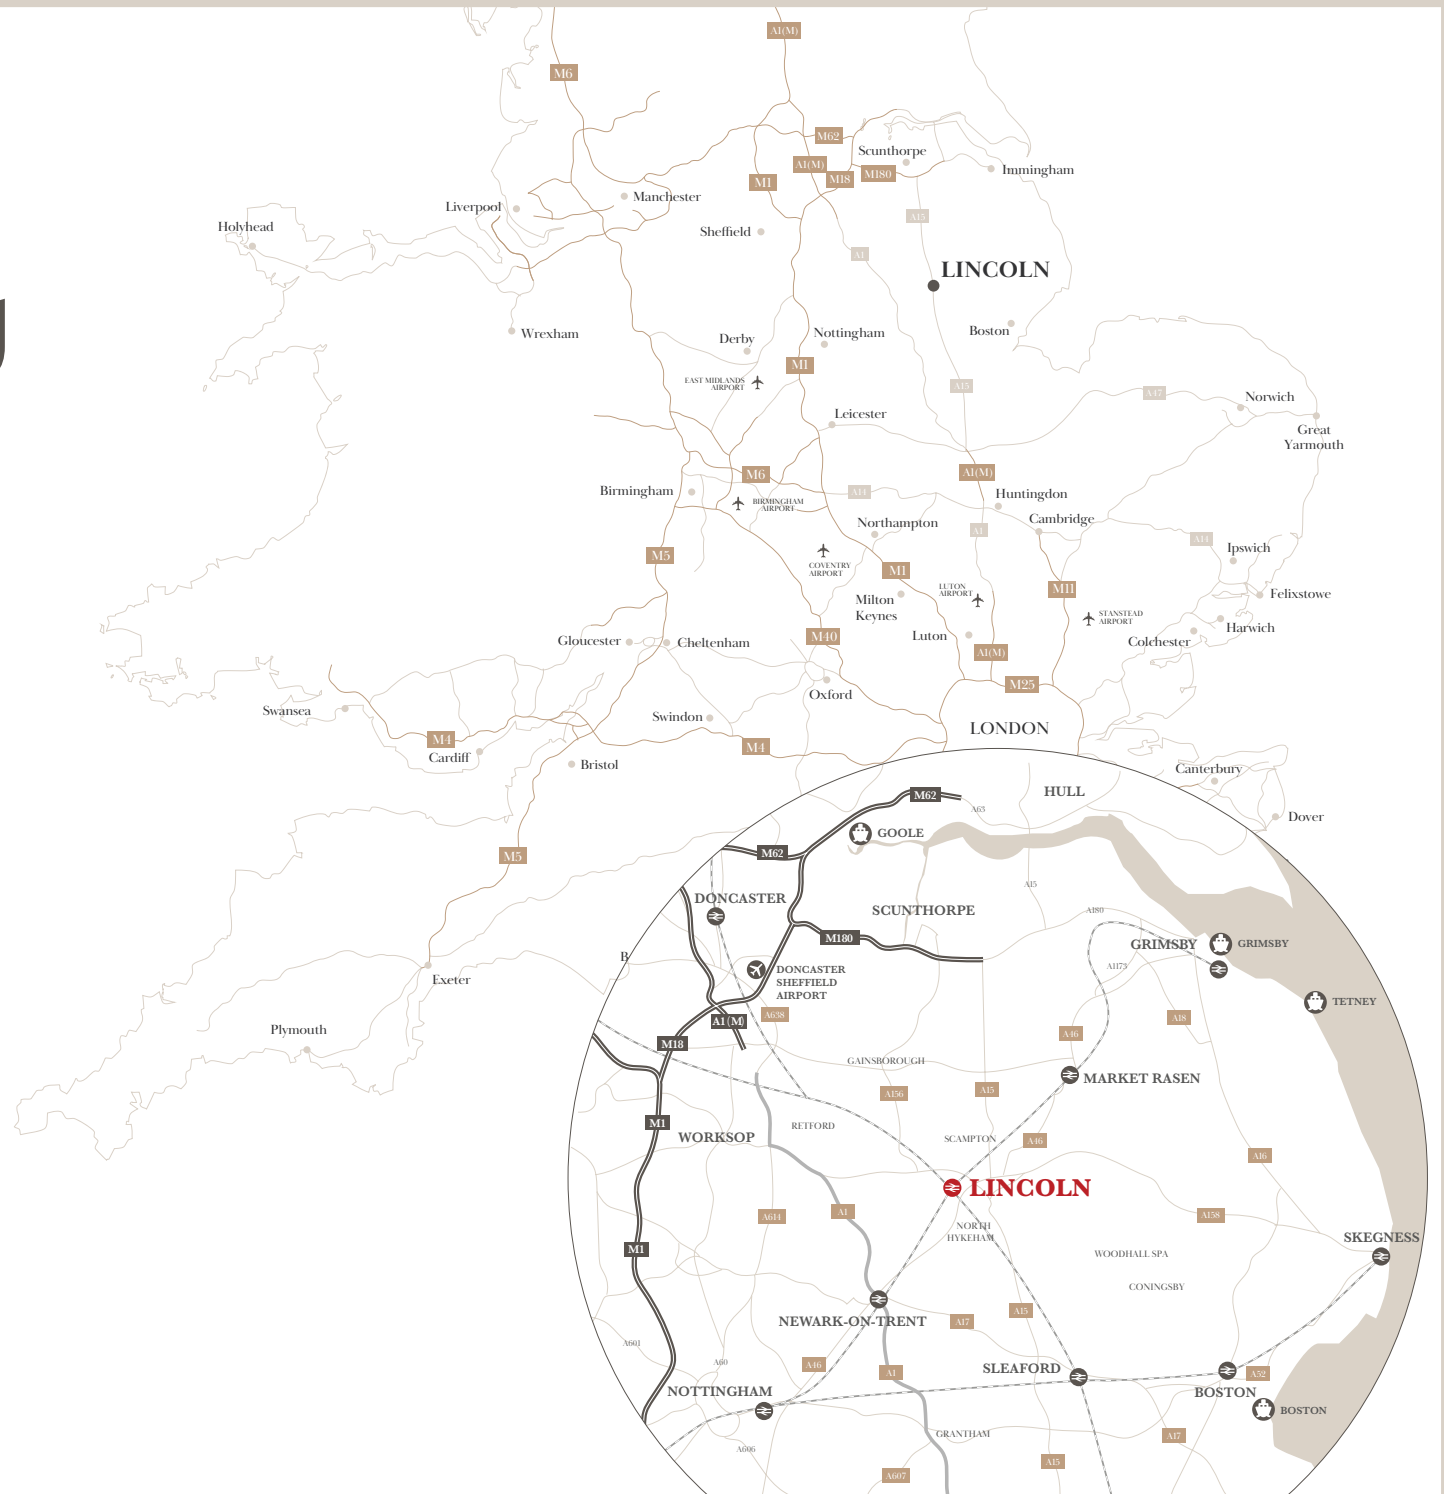 A1(M)
M6
M62
Scunthorpe
A1(M)
M18
M180
Immingham
M1
Manchester
Liverpool
A15
Holyhead
Sheffield
A1
LINCOLN
Wrexham
Derby
Nottingham
Boston
M1
EAST MIDLANDS
AIRPORT
A15
A47
Norwich
Leicester
Great
Yarmouth
M6
A1(M)
Birmingham
A14
Huntingdon
BIRMINGHAM
AIRPORT
Northampton
A1
Cambridge
A14
Ipswich
M5
COVENTRY
AIRPORT
M1
LUTON
AIRPORT
M11
Felixstowe
Milton
Keynes
STANSTEAD
AIRPORT
Harwich
Gloucester
Cheltenham
M40
Luton
Colchester
A1(M)
M25
Oxford
Swansea
Swindon
LONDON
M4
M4
Cardiff
Bristol
Canterbury
Dover
M5
Exeter
Plymouth
B
M62
A63
HULL
GOOLE
M62
DONCASTER
SCUNTHORPE
A15
A180
M180
GRIMSBY
GRIMSBY
A1173
DONCASTER
SHEFFIELD
AIRPORT
TETNEY
A638
A1(M)
A18
A46
M18
GAINSBOROUGH
MARKET RASEN
A156
A15
M1
WORKSOP
RETFORD
SCAMPTON
A46
A16
LINCOLN
A614
A1
A158
NORTH
HYKEHAM
SKEGNESS
M1
WOODHALL SPA
CONINGSBY
A15
NEWARK-ON-TRENT
A17
A601
A60
A46
A1
SLEAFORD
A52
NOTTINGHAM
BOSTON
BOSTON
GRANTHAM
A17
A606
A15
A607